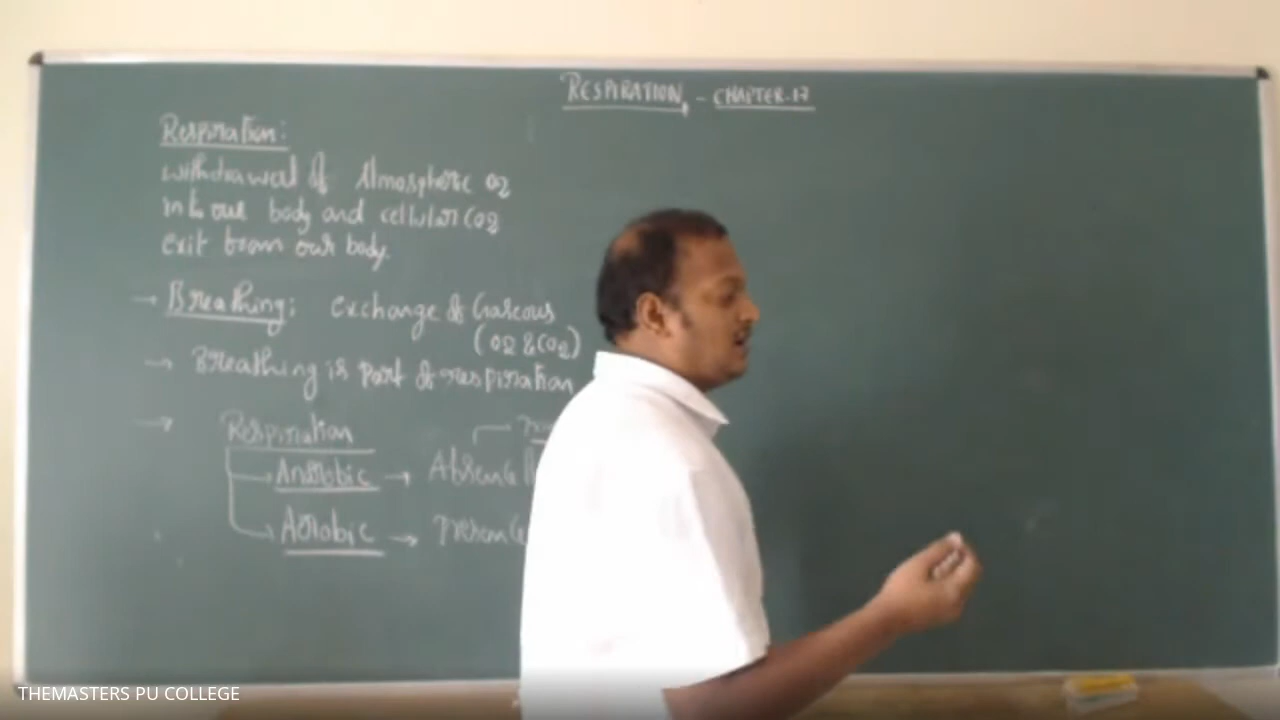 RESPIRATION, - CHAPTER-17
Respiration:
withdrawal of Atmospheric O2
into our body and cellular CO2
exit from our body.
→ Breathing: exchange of Gaseous
(O2 & CO2)
→ Breathing is part of respiration
→ Respiration
→ Anarobic → Absence
→ Aerobic → Presence
THEMASTERS PU COLLEGE